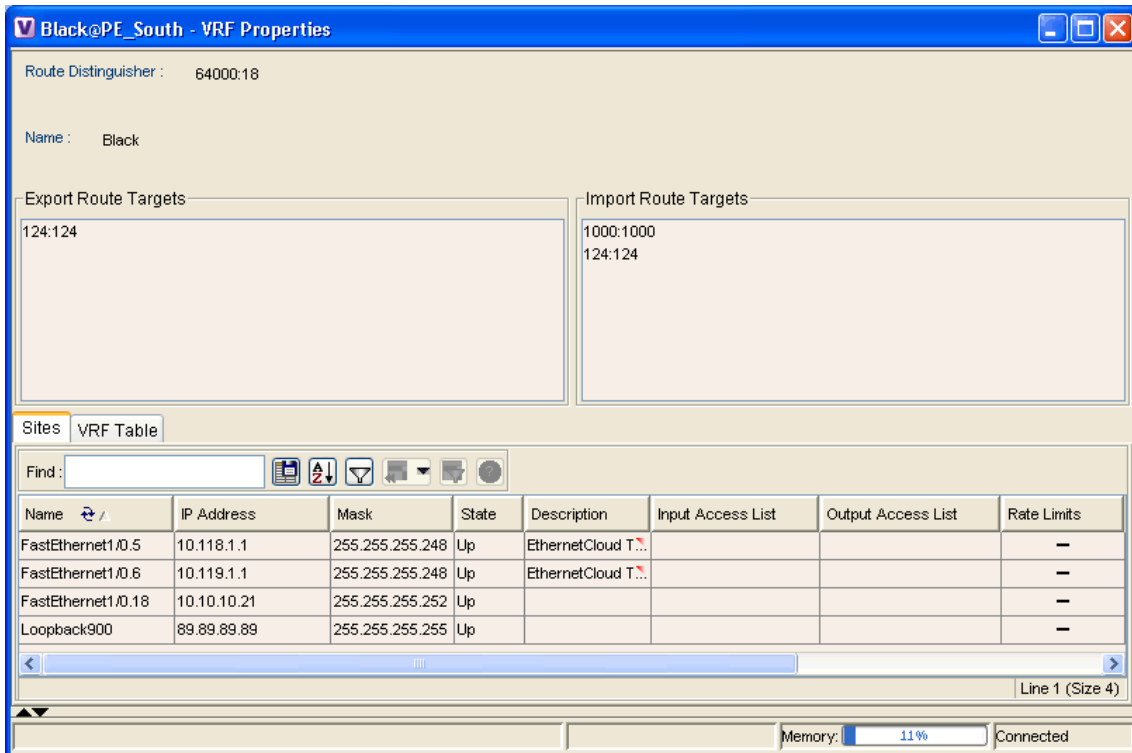 Black@PE_South - VRF Properties
Route Distinguisher : 64000:18
Name : Black
Export Route Targets
124:124
Import Route Targets
1000:1000
124:124
Sites VRF Table
Find :
Name IP Address Mask State Description Input Access List Output Access List Rate Limits
FastEthernet1/0.5 10.118.1.1 255.255.255.248 Up EthernetCloud T... –
FastEthernet1/0.6 10.119.1.1 255.255.255.248 Up EthernetCloud T... –
FastEthernet1/0.18 10.10.10.21 255.255.255.252 Up –
Loopback900 89.89.89.89 255.255.255.255 Up –
Line 1 (Size 4)
Memory: 11% Connected